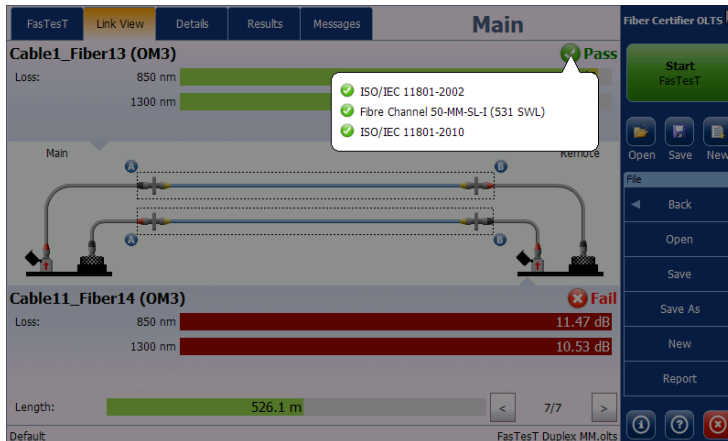 FasTesT Link View Details Results Messages Main Fiber Certifier OLTS
Cable1_Fiber13 (OM3) Pass
Start
FasTesT
Loss: 850 nm
1300 nm
ISO/IEC 11801-2002
Fibre Channel 50-MM-SL-I (531 SWL)
ISO/IEC 11801-2010
Open Save New
Main Remote
A B
A B
File
Back
Open
Save
Save As
New
Report
Cable11_Fiber14 (OM3) Fail
Loss: 850 nm 11.47 dB
1300 nm 10.53 dB
Length: 526.1 m < 7/7 >
Default FasTesT Duplex MM.olts